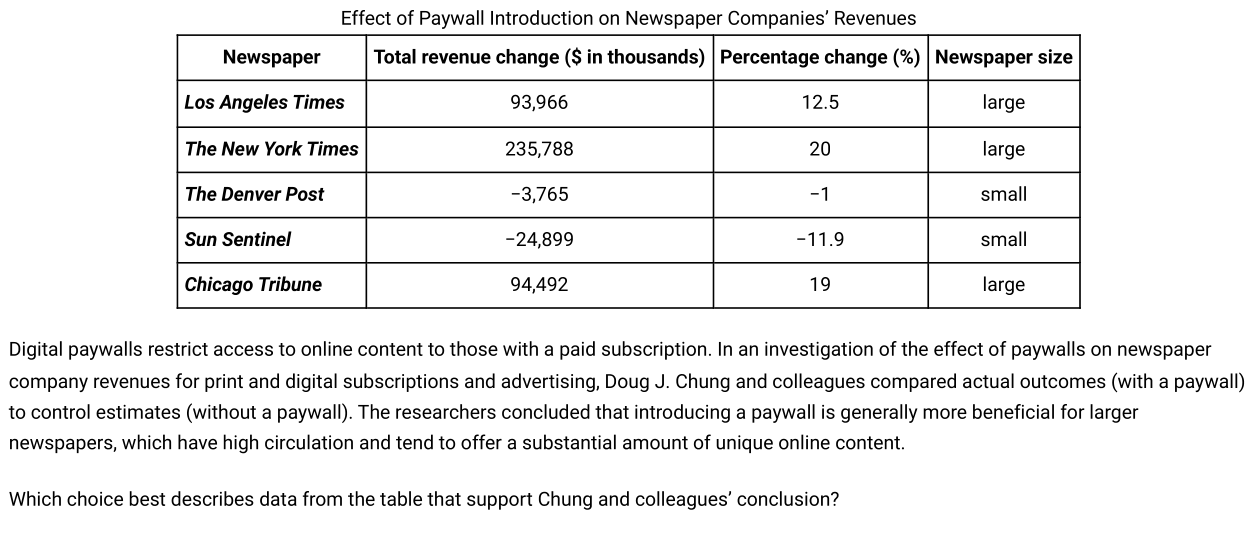 Effect of Paywall Introduction on Newspaper Companies’ Revenues
Newspaper Total revenue change ($ in thousands) Percentage change (%) Newspaper size
Los Angeles Times 93,966 12.5 large
The New York Times 235,788 20 large
The Denver Post −3,765 −1 small
Sun Sentinel −24,899 −11.9 small
Chicago Tribune 94,492 19 large
Digital paywalls restrict access to online content to those with a paid subscription. In an investigation of the effect of paywalls on newspaper
company revenues for print and digital subscriptions and advertising, Doug J. Chung and colleagues compared actual outcomes (with a paywall)
to control estimates (without a paywall). The researchers concluded that introducing a paywall is generally more beneficial for larger
newspapers, which have high circulation and tend to offer a substantial amount of unique online content.
Which choice best describes data from the table that support Chung and colleagues’ conclusion?